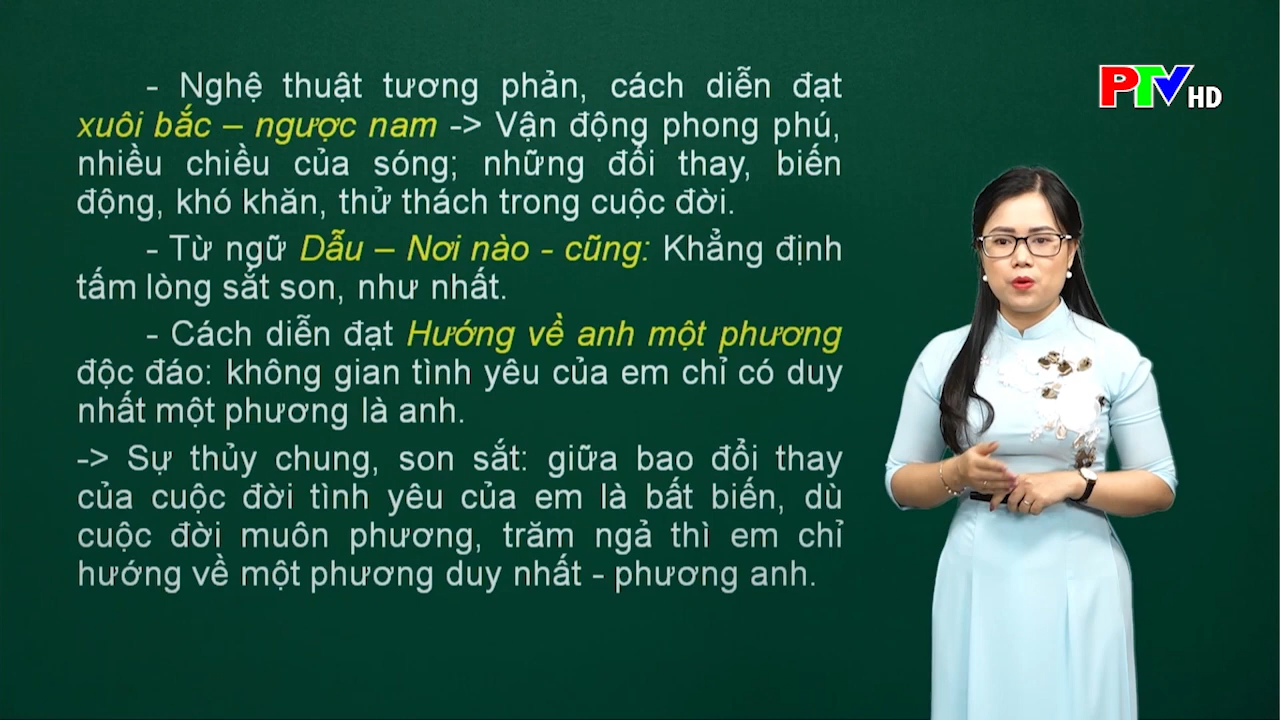 - Nghệ thuật tương phản, cách diễn đạt
xuôi bắc – ngược nam -> Vận động phong phú,
nhiều chiều của sóng; những đổi thay, biến
động, khó khăn, thử thách trong cuộc đời.
- Từ ngữ Dẫu – Nơi nào - cũng: Khẳng định
tấm lòng sắt son, như nhất.
- Cách diễn đạt Hướng về anh một phương
độc đáo: không gian tình yêu của em chỉ có duy
nhất một phương là anh.
-> Sự thủy chung, son sắt: giữa bao đổi thay
của cuộc đời tình yêu của em là bất biến, dù
cuộc đời muôn phương, trăm ngả thì em chỉ
hướng về một phương duy nhất - phương anh.
PTV HD